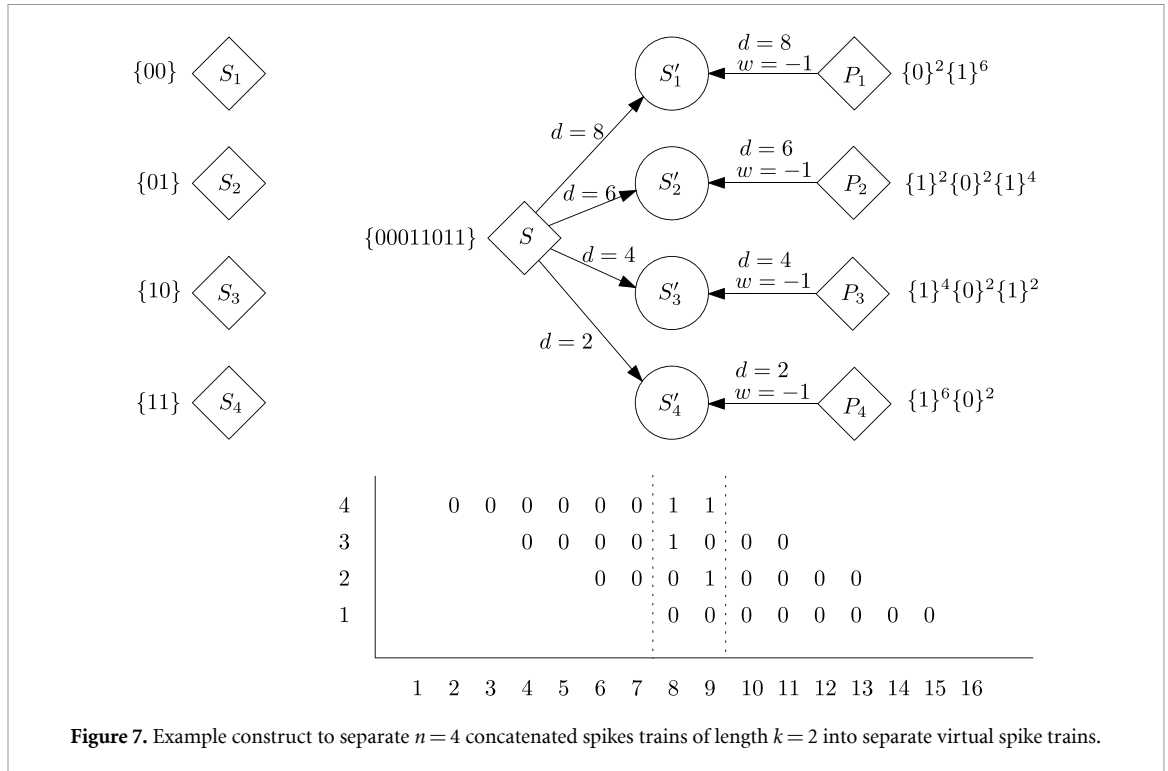 d = 8
{00} S₁ S′₁ w = −1 P₁ {0}²{1}⁶
d = 8
d = 6
{01} S₂ d = 6 S′₂ w = −1 P₂ {1}²{0}²{1}⁴
{00011011} S
d = 4 d = 4
{10} S₃ S′₃ w = −1 P₃ {1}⁴{0}²{1}²
d = 2
d = 2
{11} S₄ S′₄ w = −1 P₄ {1}⁶{0}²
4 0 0 0 0 0 0 1 1
3 0 0 0 0 1 0 0 0
2 0 0 0 1 0 0 0 0
1 0 0 0 0 0 0 0 0
1 2 3 4 5 6 7 8 9 10 11 12 13 14 15 16
Figure 7. Example construct to separate n = 4 concatenated spikes trains of length k = 2 into separate virtual spike trains.